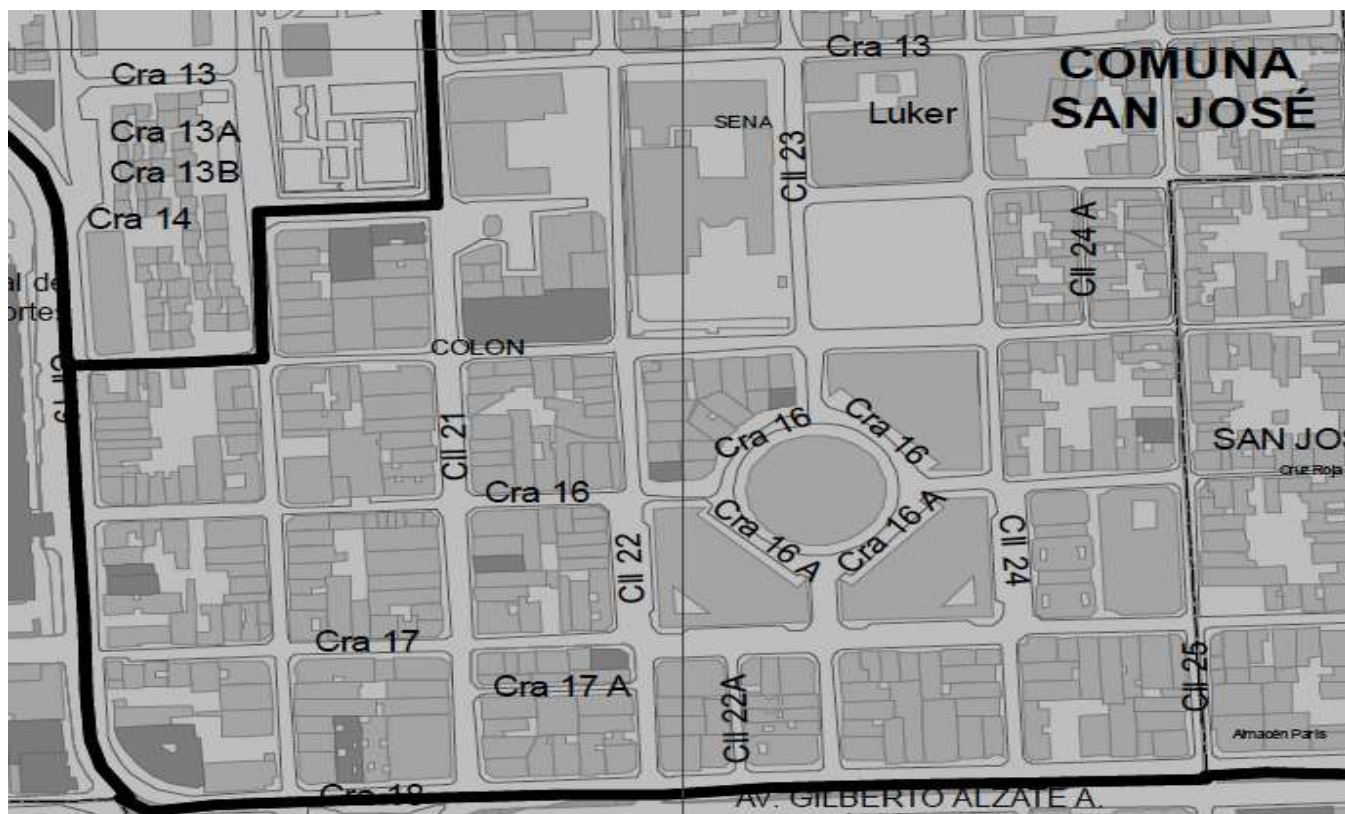 Cra 13
COMUNA
SAN JOSÉ
Cra 13
Luker
SENA
Cra 13A
Cll 23
Cra 13B
Cra 14
Cll 24 A
COLON
Cra 16
Cra 16
Cll 21
SAN JOS
Cruz Roja
Cra 16
Cra 16 A
Cra 16 A
Cll 22
Cll 24
Cra 17
Cra 17 A
Cll 22A
Cll 25
Almacén París
Cra 18
AV. GILBERTO ALZATE A.